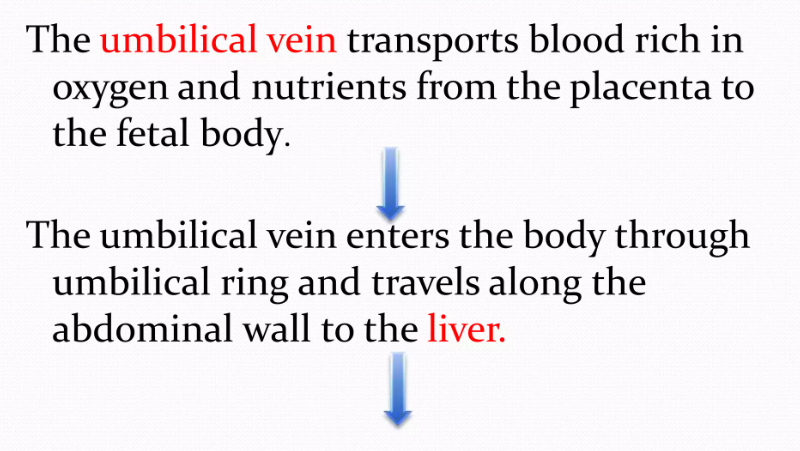 The umbilical vein transports blood rich in
oxygen and nutrients from the placenta to
the fetal body.
The umbilical vein enters the body through
umbilical ring and travels along the
abdominal wall to the liver.